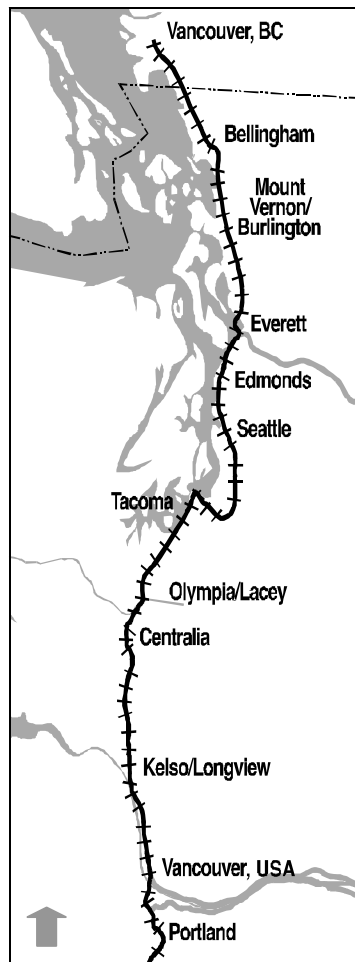 Vancouver, BC
Bellingham
Mount
Vernon/
Burlington
Everett
Edmonds
Seattle
Tacoma
Olympia/Lacey
Centralia
Kelso/Longview
Vancouver, USA
Portland